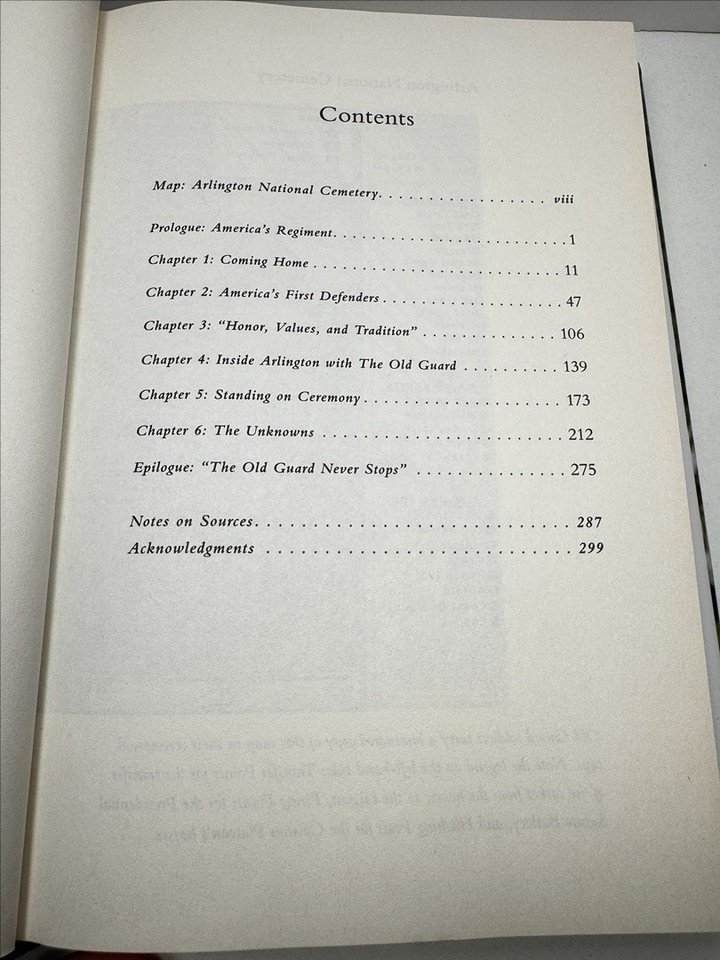 Contents
Map: Arlington National Cemetery. . . . . . . . . . . . . . . . . . viii
Prologue: America's Regiment. . . . . . . . . . . . . . . . . . . . . . . . .1
Chapter 1: Coming Home . . . . . . . . . . . . . . . . . . . . . . . . . . 11
Chapter 2: America's First Defenders . . . . . . . . . . . . . . . . . . . 47
Chapter 3: "Honor, Values, and Tradition" . . . . . . . . . . . . . . 106
Chapter 4: Inside Arlington with The Old Guard . . . . . . . . . . 139
Chapter 5: Standing on Ceremony . . . . . . . . . . . . . . . . . . . . . 173
Chapter 6: The Unknowns . . . . . . . . . . . . . . . . . . . . . . . . . 212
Epilogue: "The Old Guard Never Stops" . . . . . . . . . . . . . . . 275
Notes on Sources. . . . . . . . . . . . . . . . . . . . . . . . . . . . . . 287
Acknowledgments . . . . . . . . . . . . . . . . . . . . . . . . . . . . 299